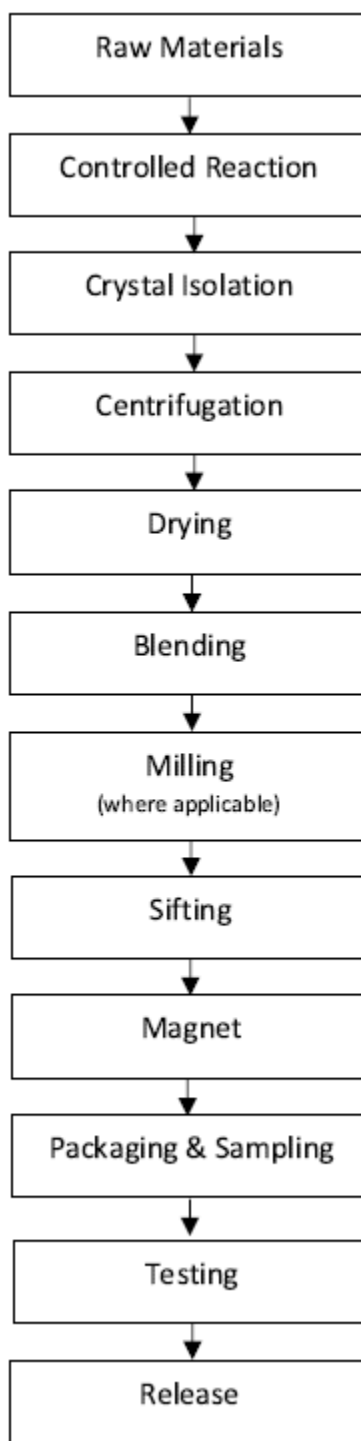 Raw Materials
Controlled Reaction
Crystal Isolation
Centrifugation
Drying
Blending
Milling
(where applicable)
Sifting
Magnet
Packaging & Sampling
Testing
Release